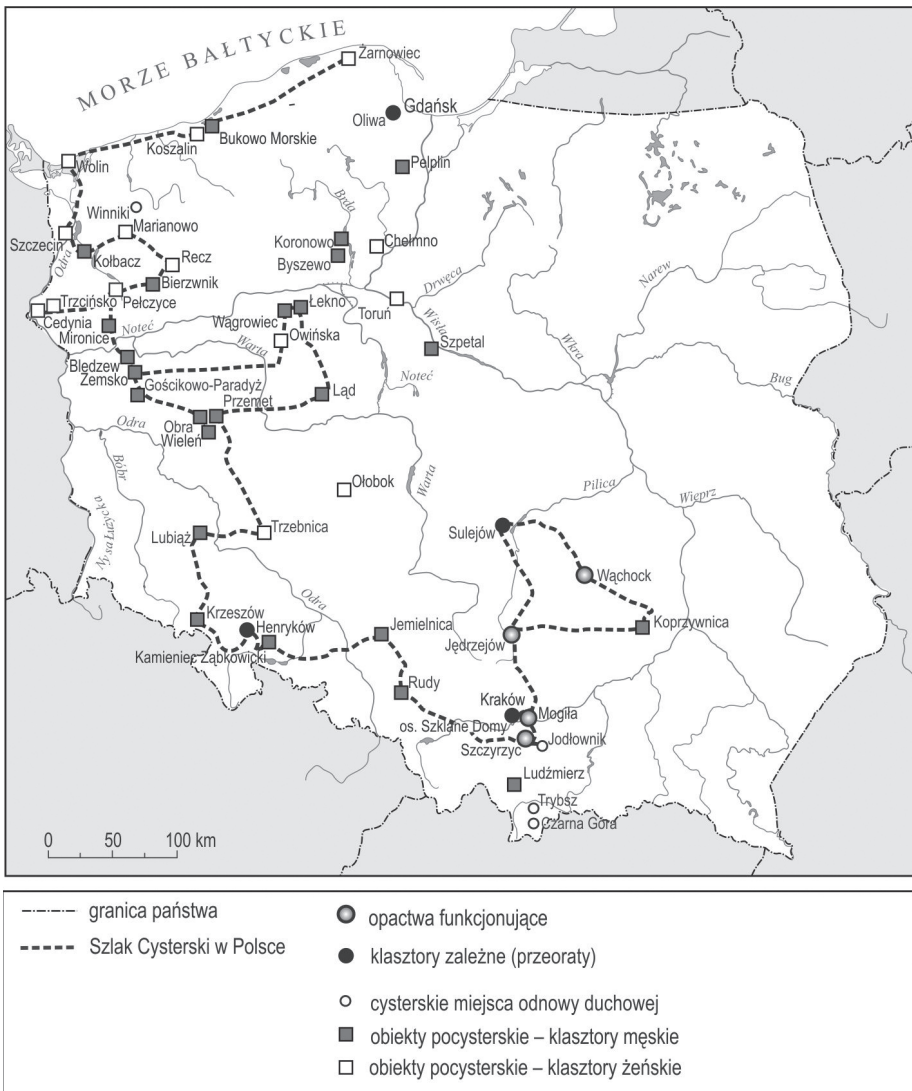 MORZE BAŁTYCKIE
Żarnowiec
Gdańsk
Oliwa
Koszalin
Bukowo Morskie
Wolin
Pelplin
Winniki
Marianowo
Szczecin
Odra
Kołbacz
Recz
Bierzwnik
Brda
Koronowo
Byszewo
Chełmno
Drwęca
Narew
Trzcińsko
Pełczyce
Cedynia
Mironice
Noteć
Łekno
Wągrowiec
Owińska
Toruń
Wisła
Szpetal
Wkra
Bug
Warta
Bledzew
Zemsko
Gościkowo-Paradyż
Przemęt
Ląd
Noteć
Odra
Obra
Wieleń
Bóbr
Nysa Łużycka
Ołobok
Warta
Pilica
Wieprz
Lubiąż
Trzebnica
Sulejów
Wąchock
Odra
Krzeszów
Henryków
Kamieniec Ząbkowicki
Jemielnica
Jędrzejów
Koprzywnica
Rudy
Kraków
Mogiła
os. Szklane Domy
Szczyrzyc
Jodłownik
Ludźmierz
Trybsz
Czarna Góra
0 50 100 km
granica państwa
Szlak Cysterski w Polsce
opactwa funkcjonujące
klasztory zależne (przeoraty)
cysterskie miejsca odnowy duchowej
obiekty pocysterskie – klasztory męskie
obiekty pocysterskie – klasztory żeńskie